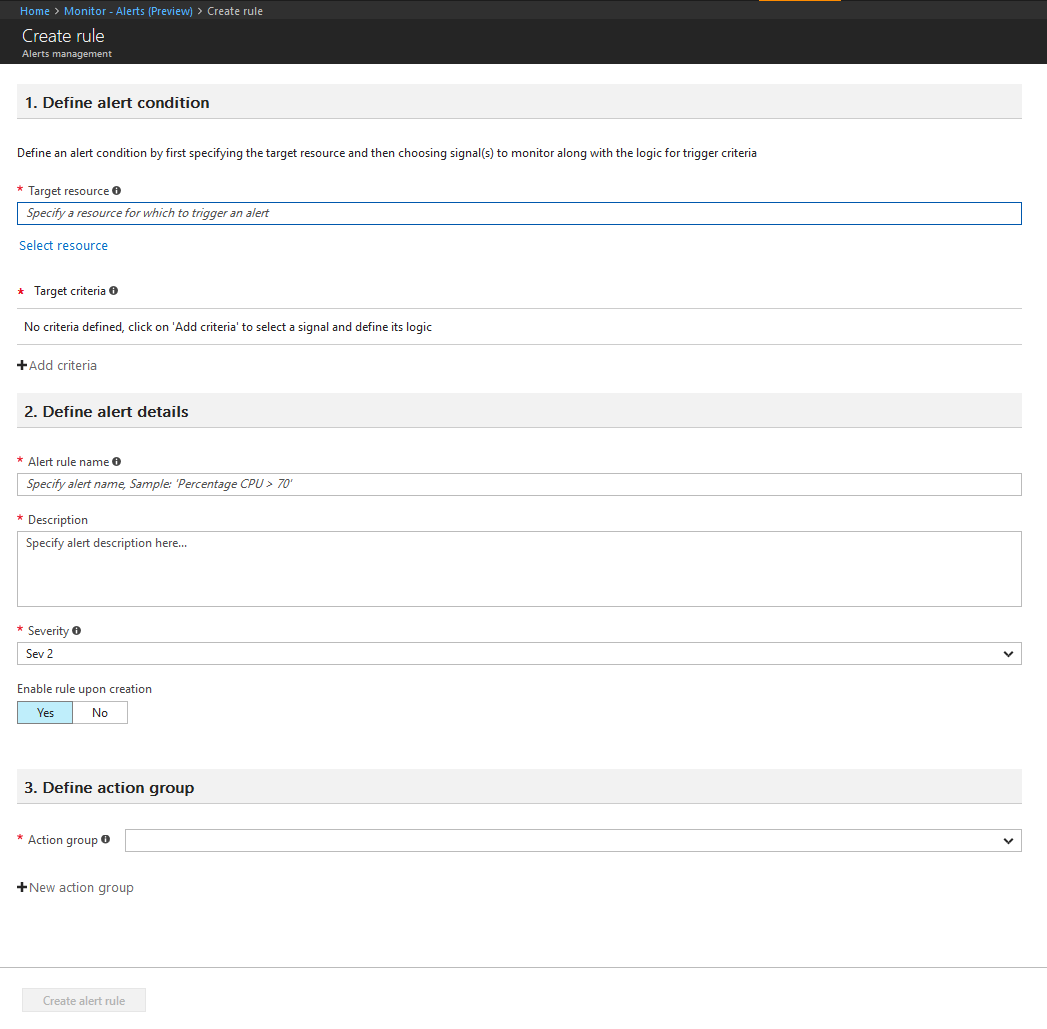 Home > Monitor - Alerts (Preview) > Create rule
Create rule
Alerts management
1. Define alert condition
Define an alert condition by first specifying the target resource and then choosing signal(s) to monitor along with the logic for trigger criteria
* Target resource
Specify a resource for which to trigger an alert
Select resource
* Target criteria
No criteria defined, click on 'Add criteria' to select a signal and define its logic
+Add criteria
2. Define alert details
* Alert rule name
Specify alert name, Sample: 'Percentage CPU > 70'
* Description
Specify alert description here...
* Severity
Sev 2
Enable rule upon creation
Yes No
3. Define action group
* Action group
+New action group
Create alert rule